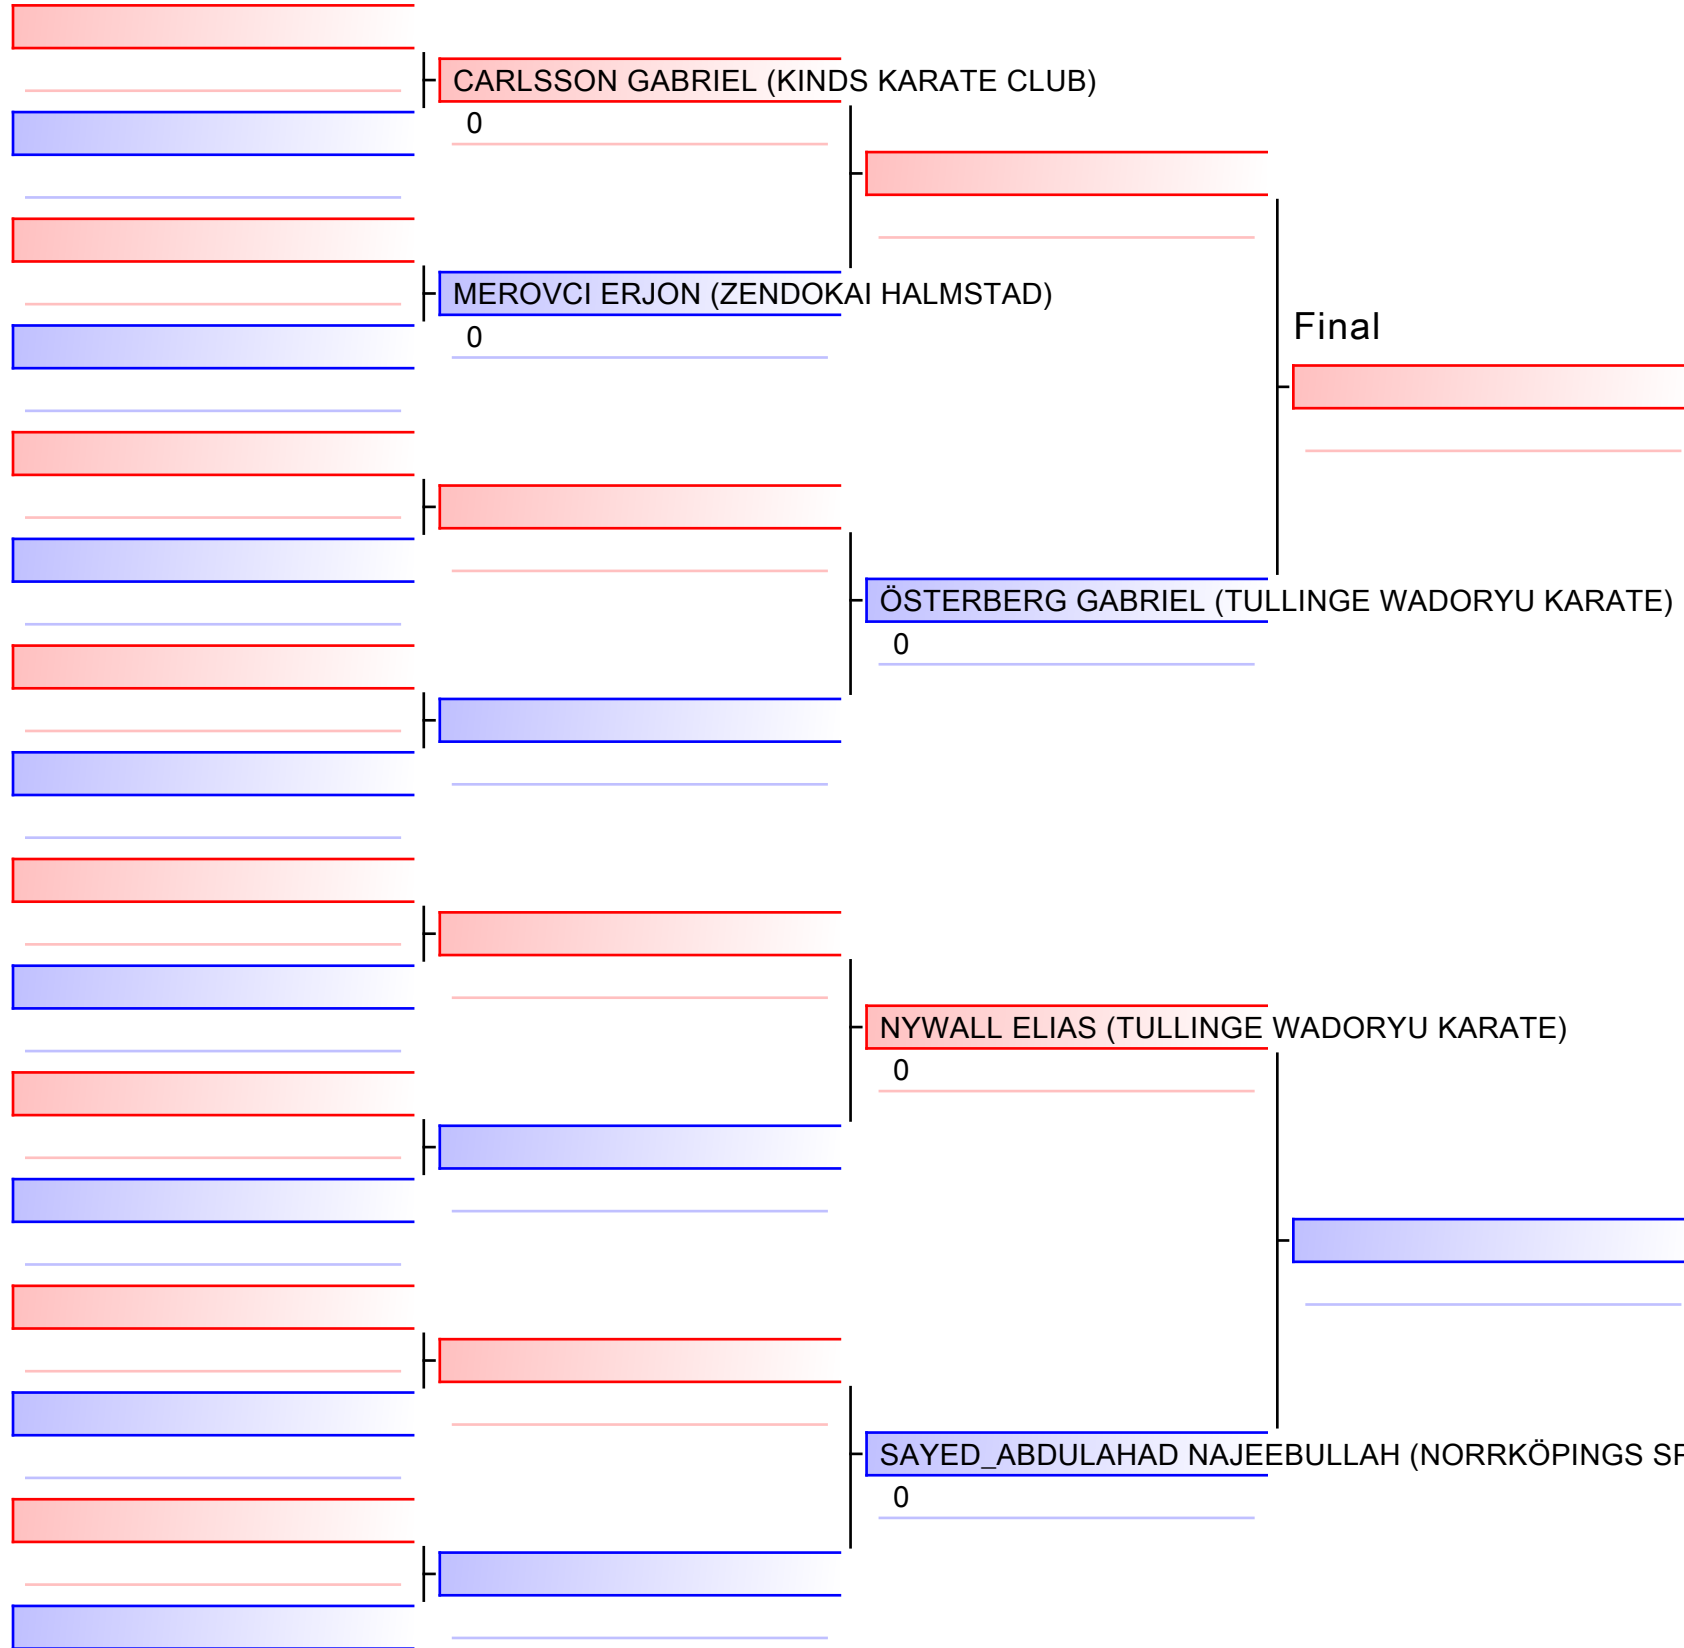 CARLSSON GABRIEL (KINDS KARATE CLUB)
0
MEROVCI ERJON (ZENDOKAI HALMSTAD)
0
Final
ÖSTERBERG GABRIEL (TULLINGE WADORYU KARATE)
0
NYWALL ELIAS (TULLINGE WADORYU KARATE)
0
SAYED_ABDULAHAD NAJEEBULLAH (NORRKÖPINGS
0